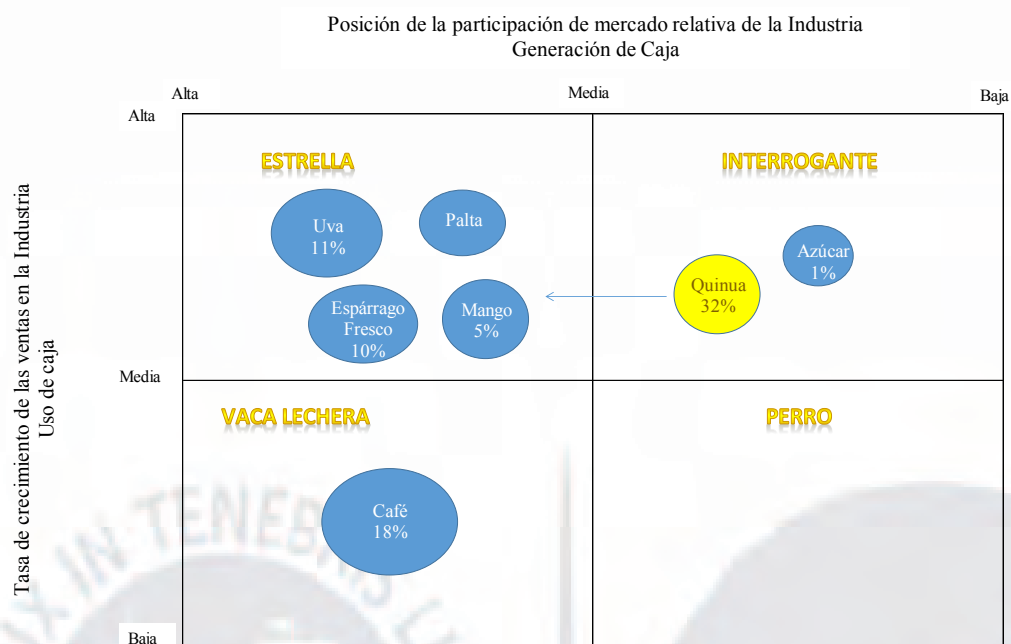 Posición de la participación de mercado relativa de la Industria
Generación de Caja
Alta
Media
Baja
Alta
ESTRELLA
INTERROGANTE
Uva
11%
Palta
Azúcar
1%
Quinua
32%
Espárrago
Fresco
10%
Mango
5%
Tasa de crecimiento de las ventas en la Industria
Uso de caja
Media
VACA LECHERA
PERRO
Café
18%
Baja
IN TENE